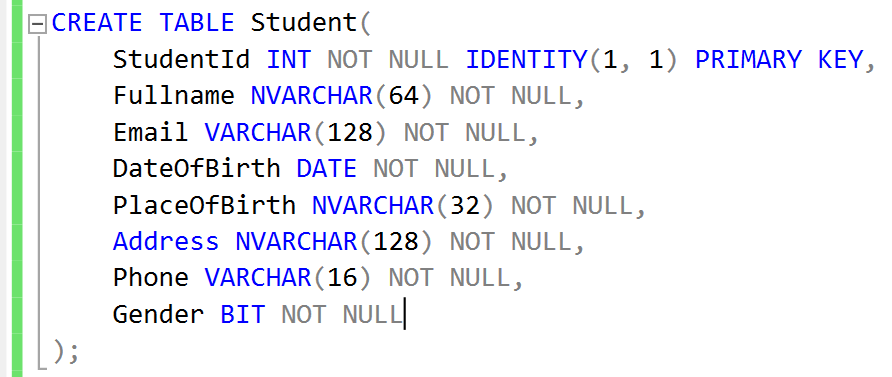 CREATE TABLE Student(
StudentId INT NOT NULL IDENTITY(1, 1) PRIMARY KEY,
Fullname NVARCHAR(64) NOT NULL,
Email VARCHAR(128) NOT NULL,
DateOfBirth DATE NOT NULL,
PlaceOfBirth NVARCHAR(32) NOT NULL,
Address NVARCHAR(128) NOT NULL,
Phone VARCHAR(16) NOT NULL,
Gender BIT NOT NULL
);